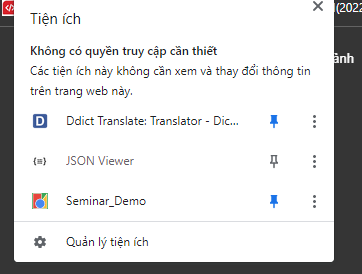 Tiện ích
(2022
Không có quyền truy cập cần thiết
Các tiện ích này không cần xem và thay đổi thông tin
trên trang web này.
ành
Ddict Translate: Translator - Dic...
JSON Viewer
Seminar_Demo
Quản lý tiện ích